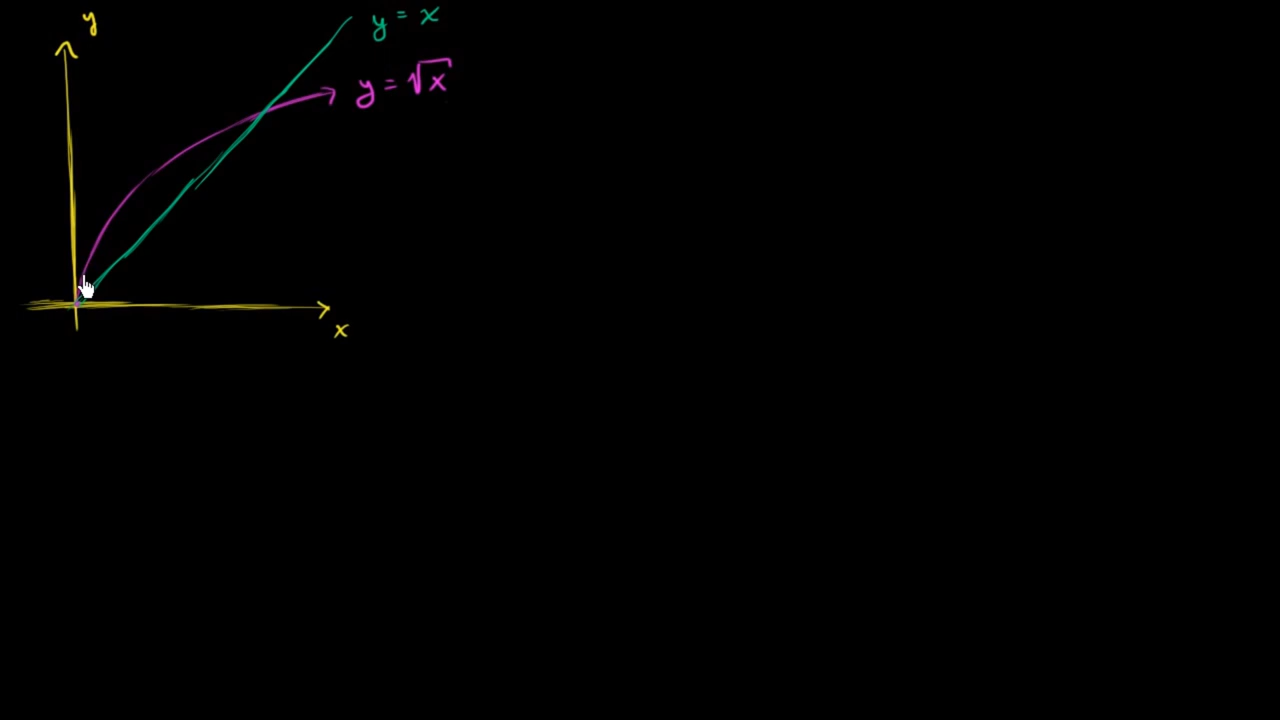 y
y = x
y = √x
x